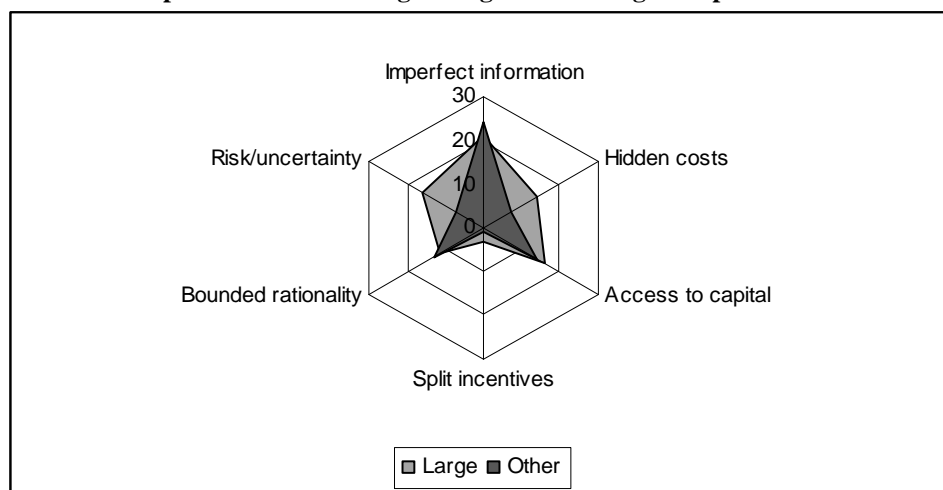 Imperfect information
30
20
Risk/uncertainty
Hidden costs
10
0
Bounded rationality
Access to capital
Split incentives
Large Other